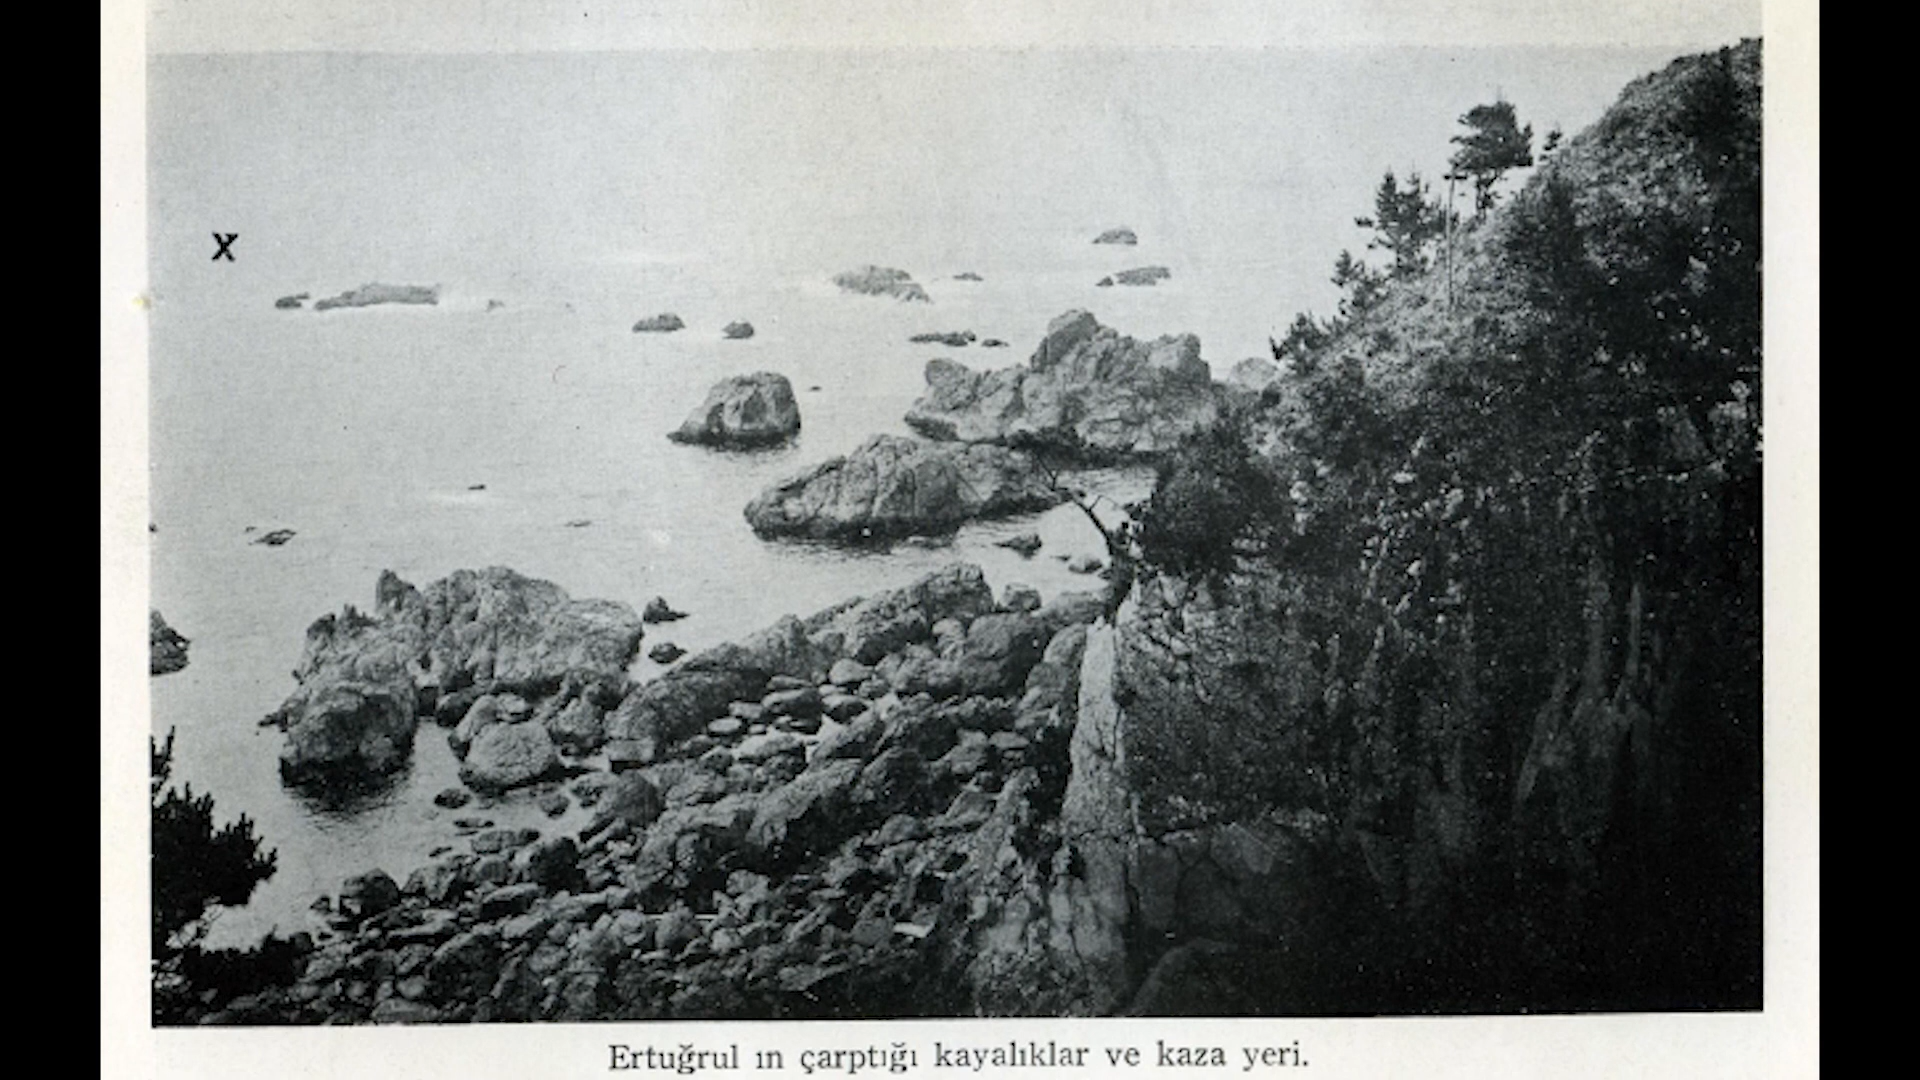 x
Ertuğrul ın çarptığı kayalıklar ve kaza yeri.